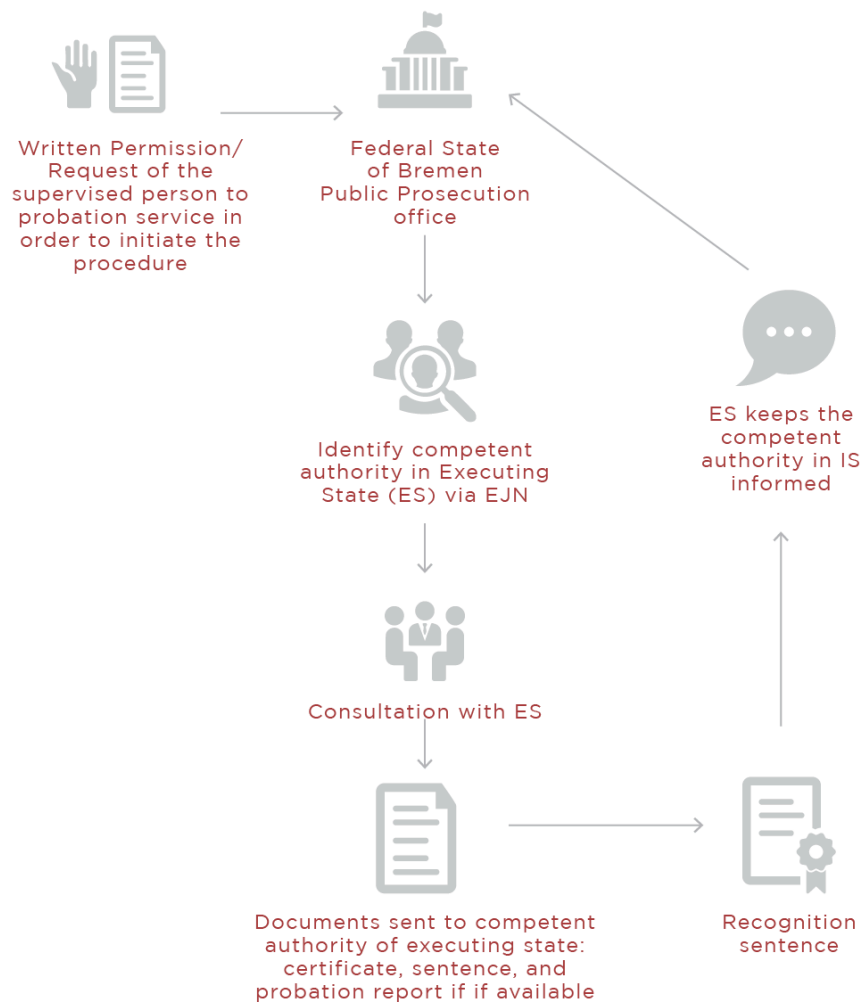 Written Permission/
Request of the
supervised person to
probation service in
order to initiate the
procedure
Federal State
of Bremen
Public Prosecution
office
Identify competent
authority in Executing
State (ES) via EJN
Consultation with ES
Documents sent to competent
authority of executing state:
certificate, sentence, and
probation report if if available
Recognition
sentence
ES keeps the
competent
authority in IS
informed